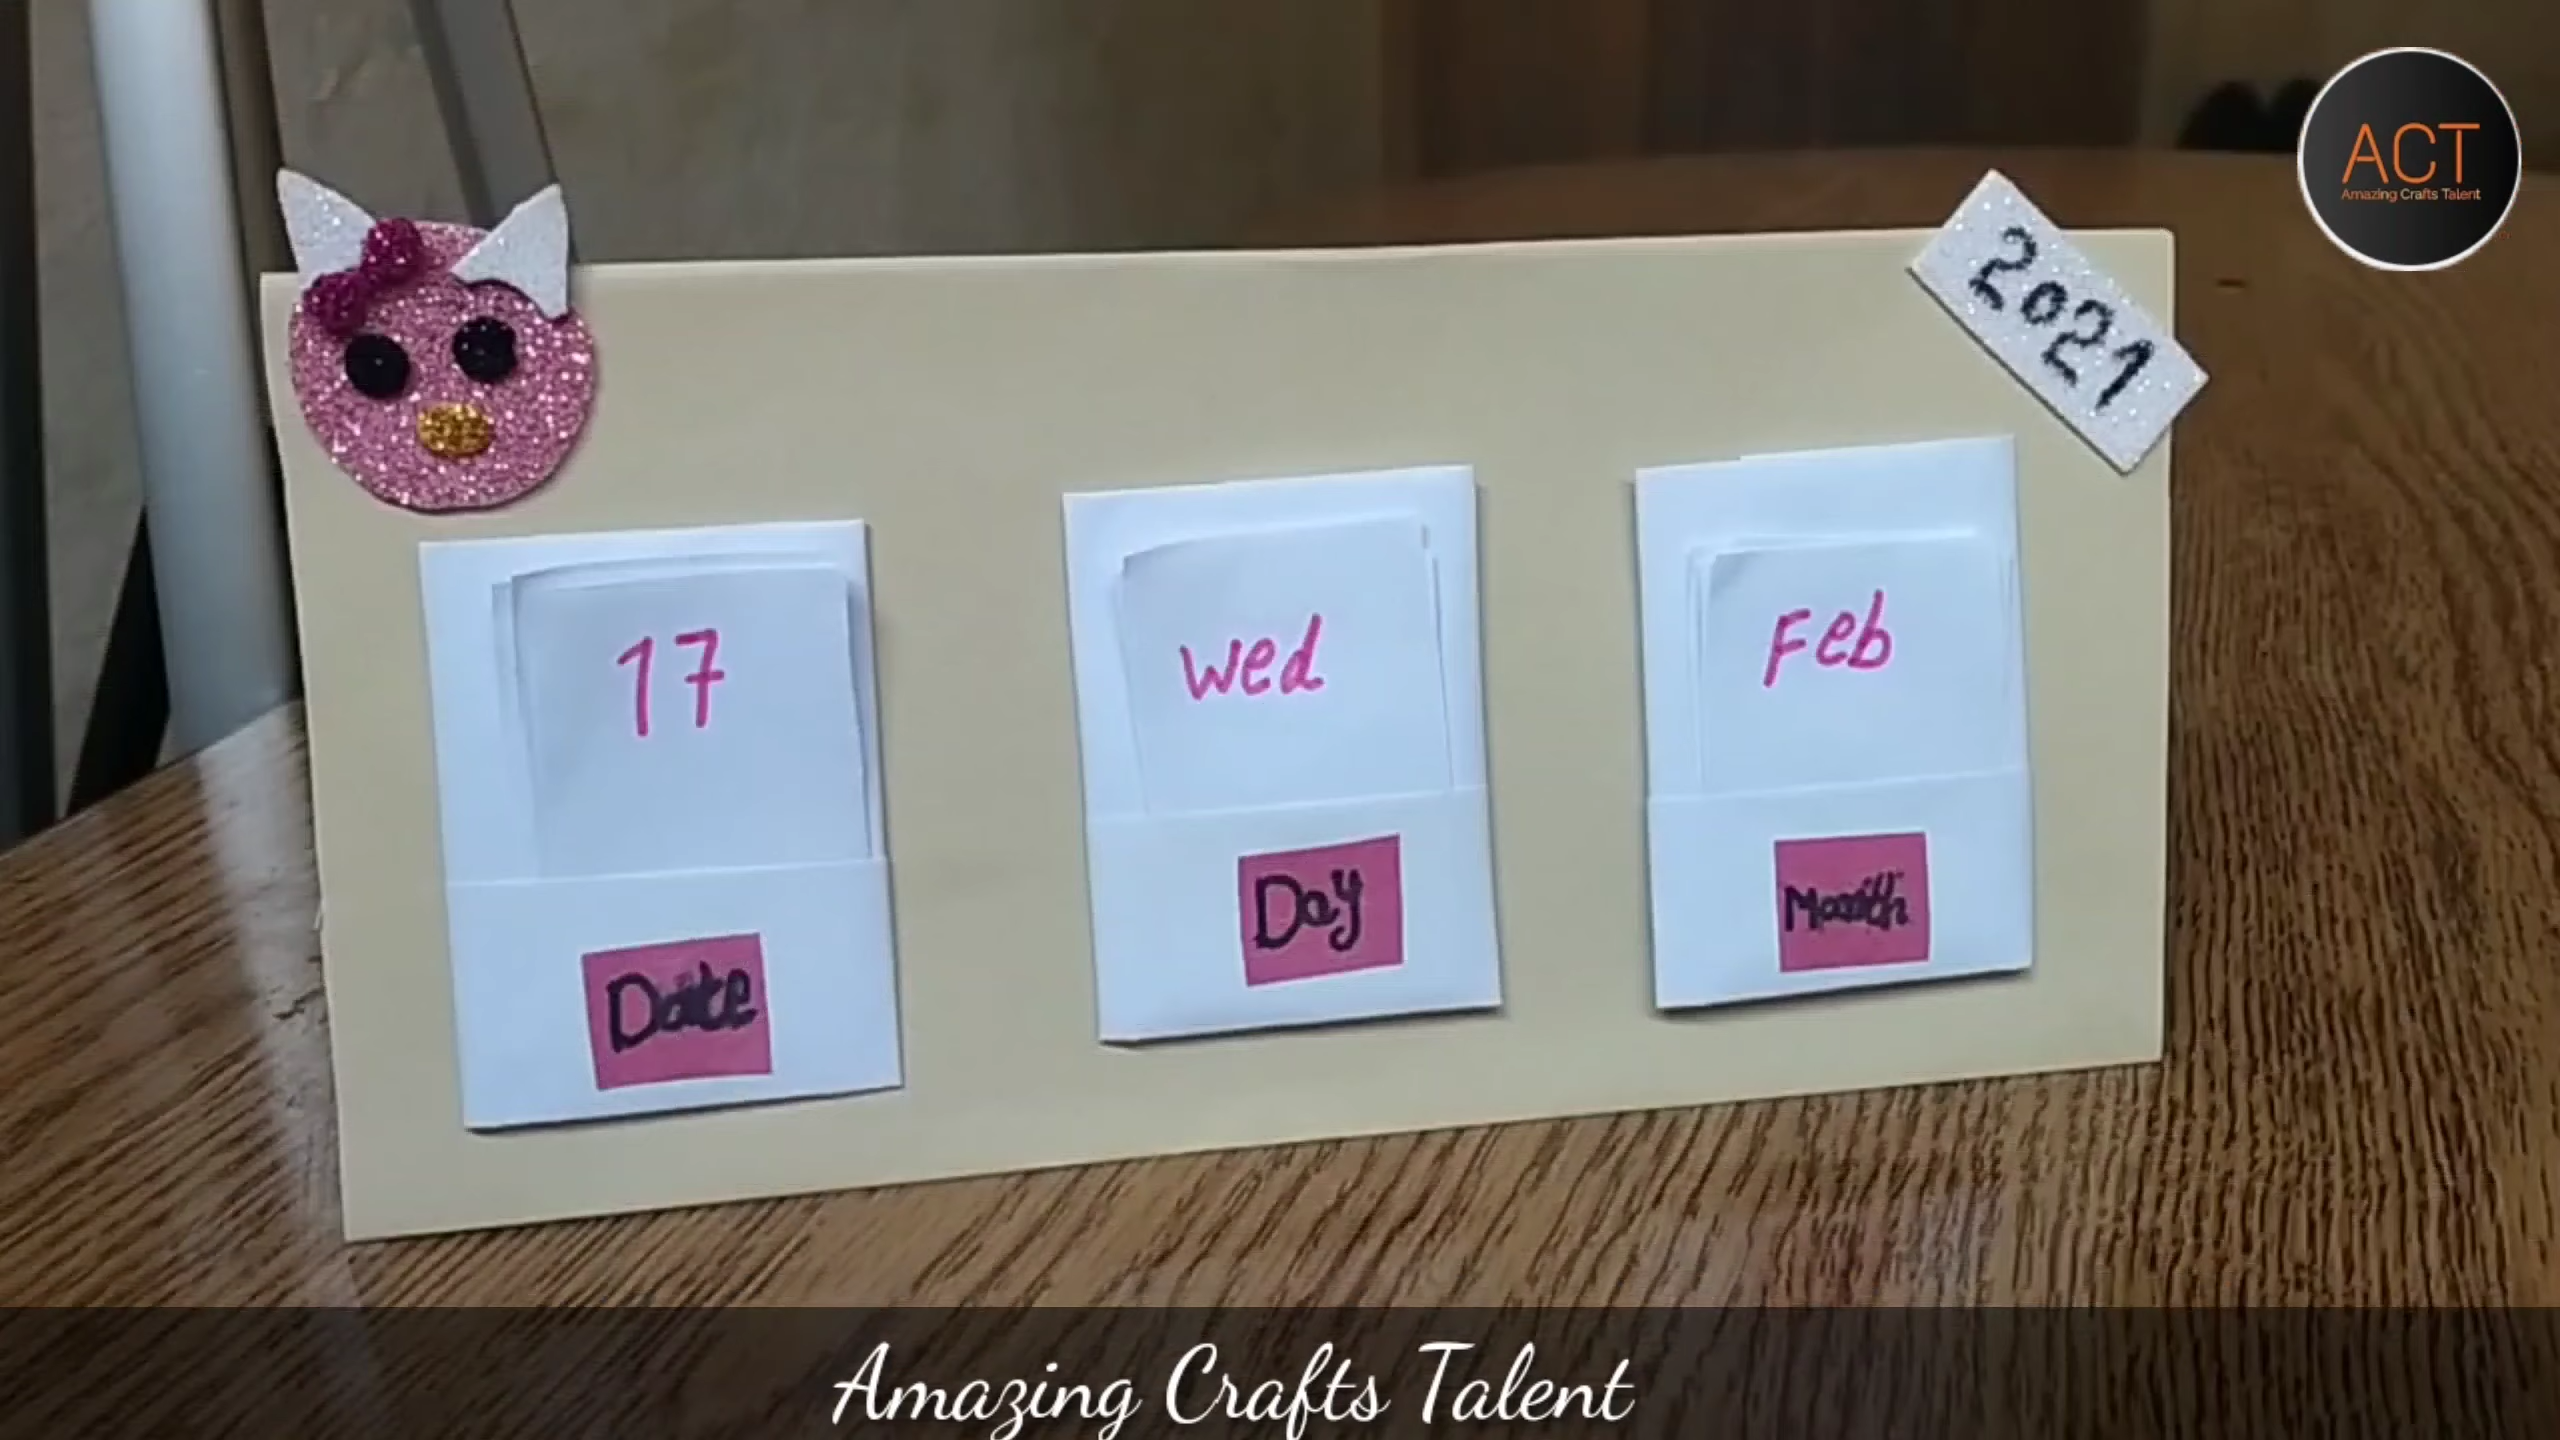 ACT
Amazing Crafts Talent
2021
17
wed
Feb
Date
Day
Month
Amazing Crafts Talent